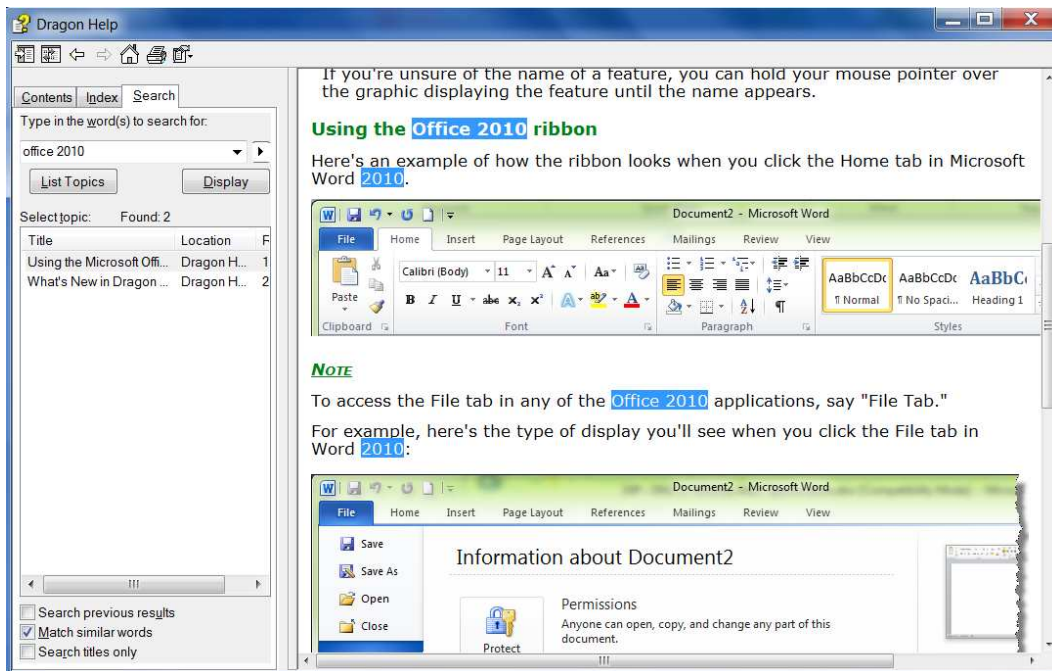 Dragon Help
Contents Index Search
Type in the word(s) to search for:
office 2010
List Topics Display
Select topic: Found: 2
Title Location F
Using the Microsoft Offi... Dragon H... 1
What's New in Dragon ... Dragon H... 2
Search previous results
Match similar words
Search titles only
If you're unsure of the name of a feature, you can hold your mouse pointer over
the graphic displaying the feature until the name appears.
Using the Office 2010 ribbon
Here's an example of how the ribbon looks when you click the Home tab in Microsoft
Word 2010.
Document2 - Microsoft Word
File Home Insert Page Layout References Mailings Review View
Calibri (Body) 11 A A Aa
Paste
B I U abc x₂ x² A aby A
AaBbCcDc AaBbCcDc AaBbC
¶ Normal ¶ No Spaci... Heading 1
Clipboard Font Paragraph Styles
NOTE
To access the File tab in any of the Office 2010 applications, say "File Tab."
For example, here's the type of display you'll see when you click the File tab in
Word 2010:
Document2 - Microsoft Word
File Home Insert Page Layout References Mailings Review View
Save
Save As
Open
Close
Information about Document2
Protect
Permissions
Anyone can open, copy, and change any part of this
document.